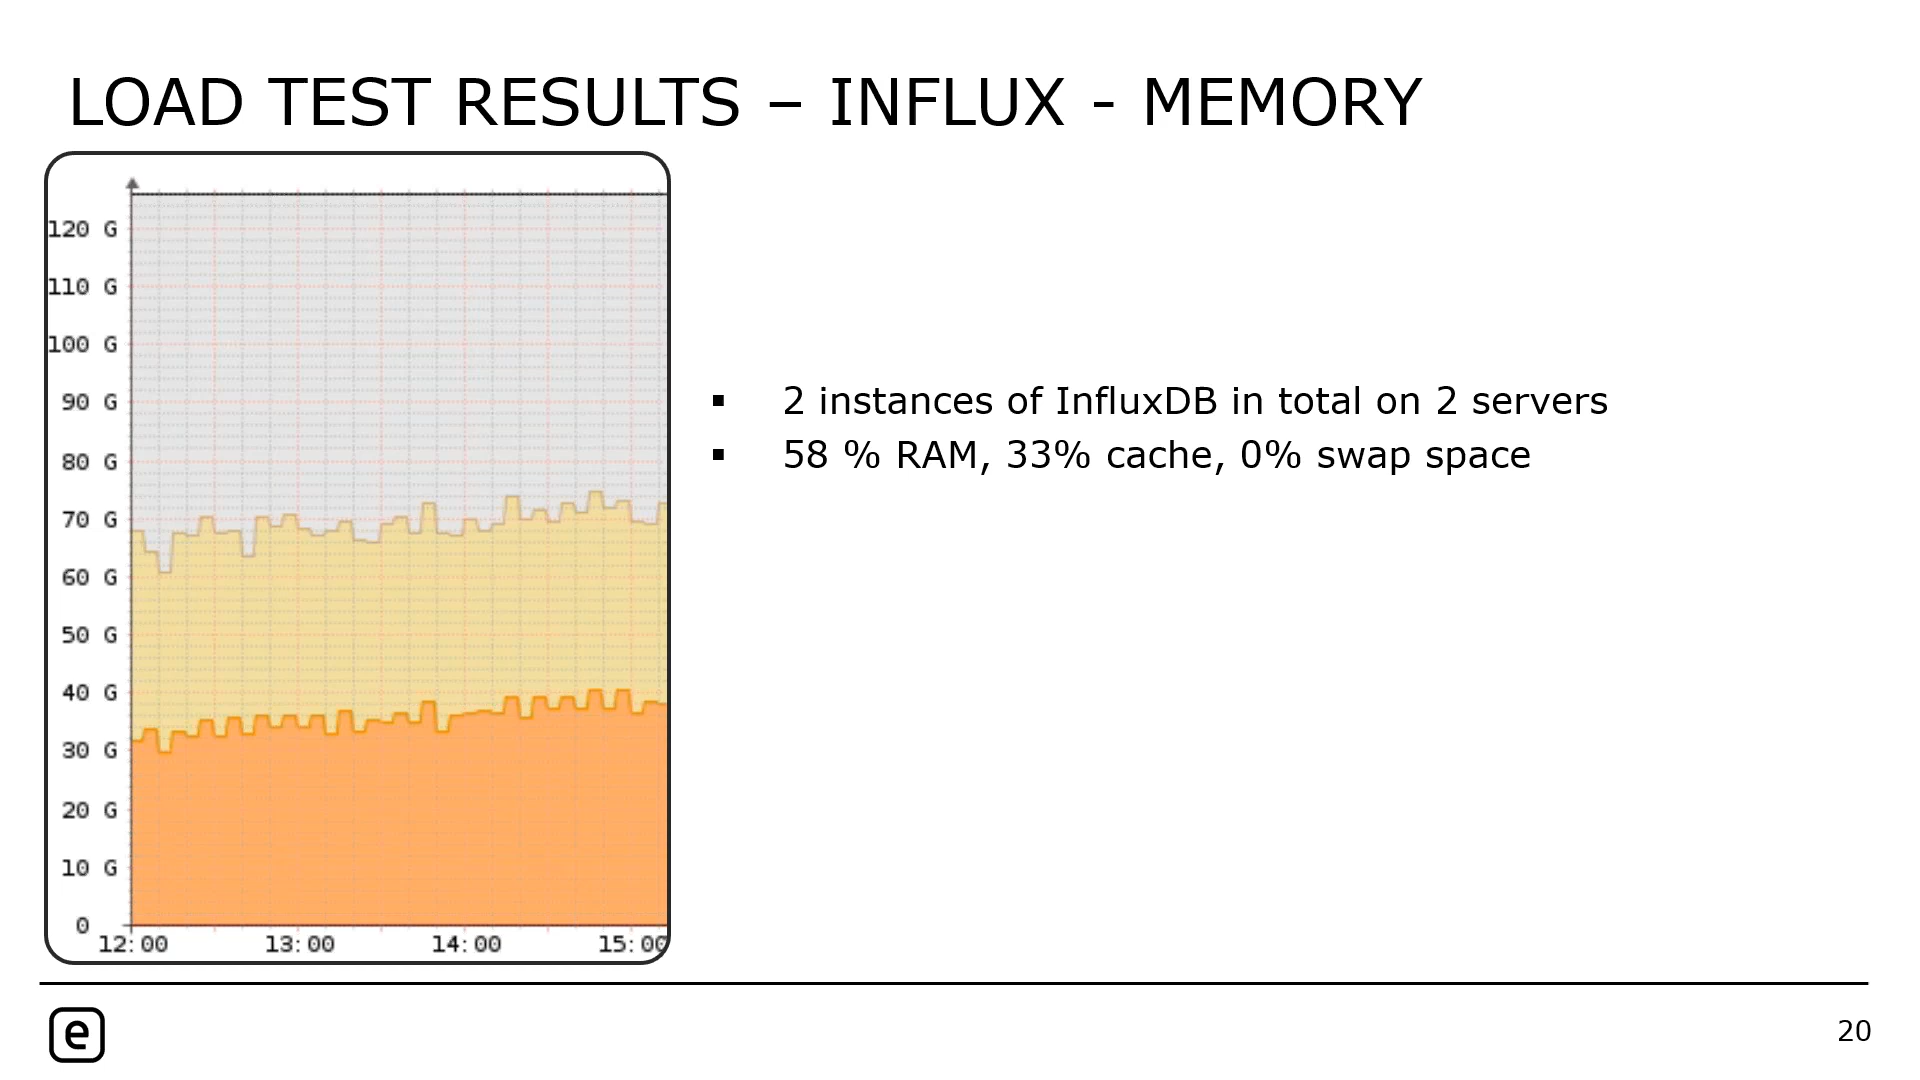 LOAD TEST RESULTS – INFLUX - MEMORY
120 G
110 G
100 G
90 G
80 G
70 G
60 G
50 G
40 G
30 G
20 G
10 G
0
12:00 13:00 14:00 15:00
▪ 2 instances of InfluxDB in total on 2 servers
▪ 58 % RAM, 33% cache, 0% swap space
e
20